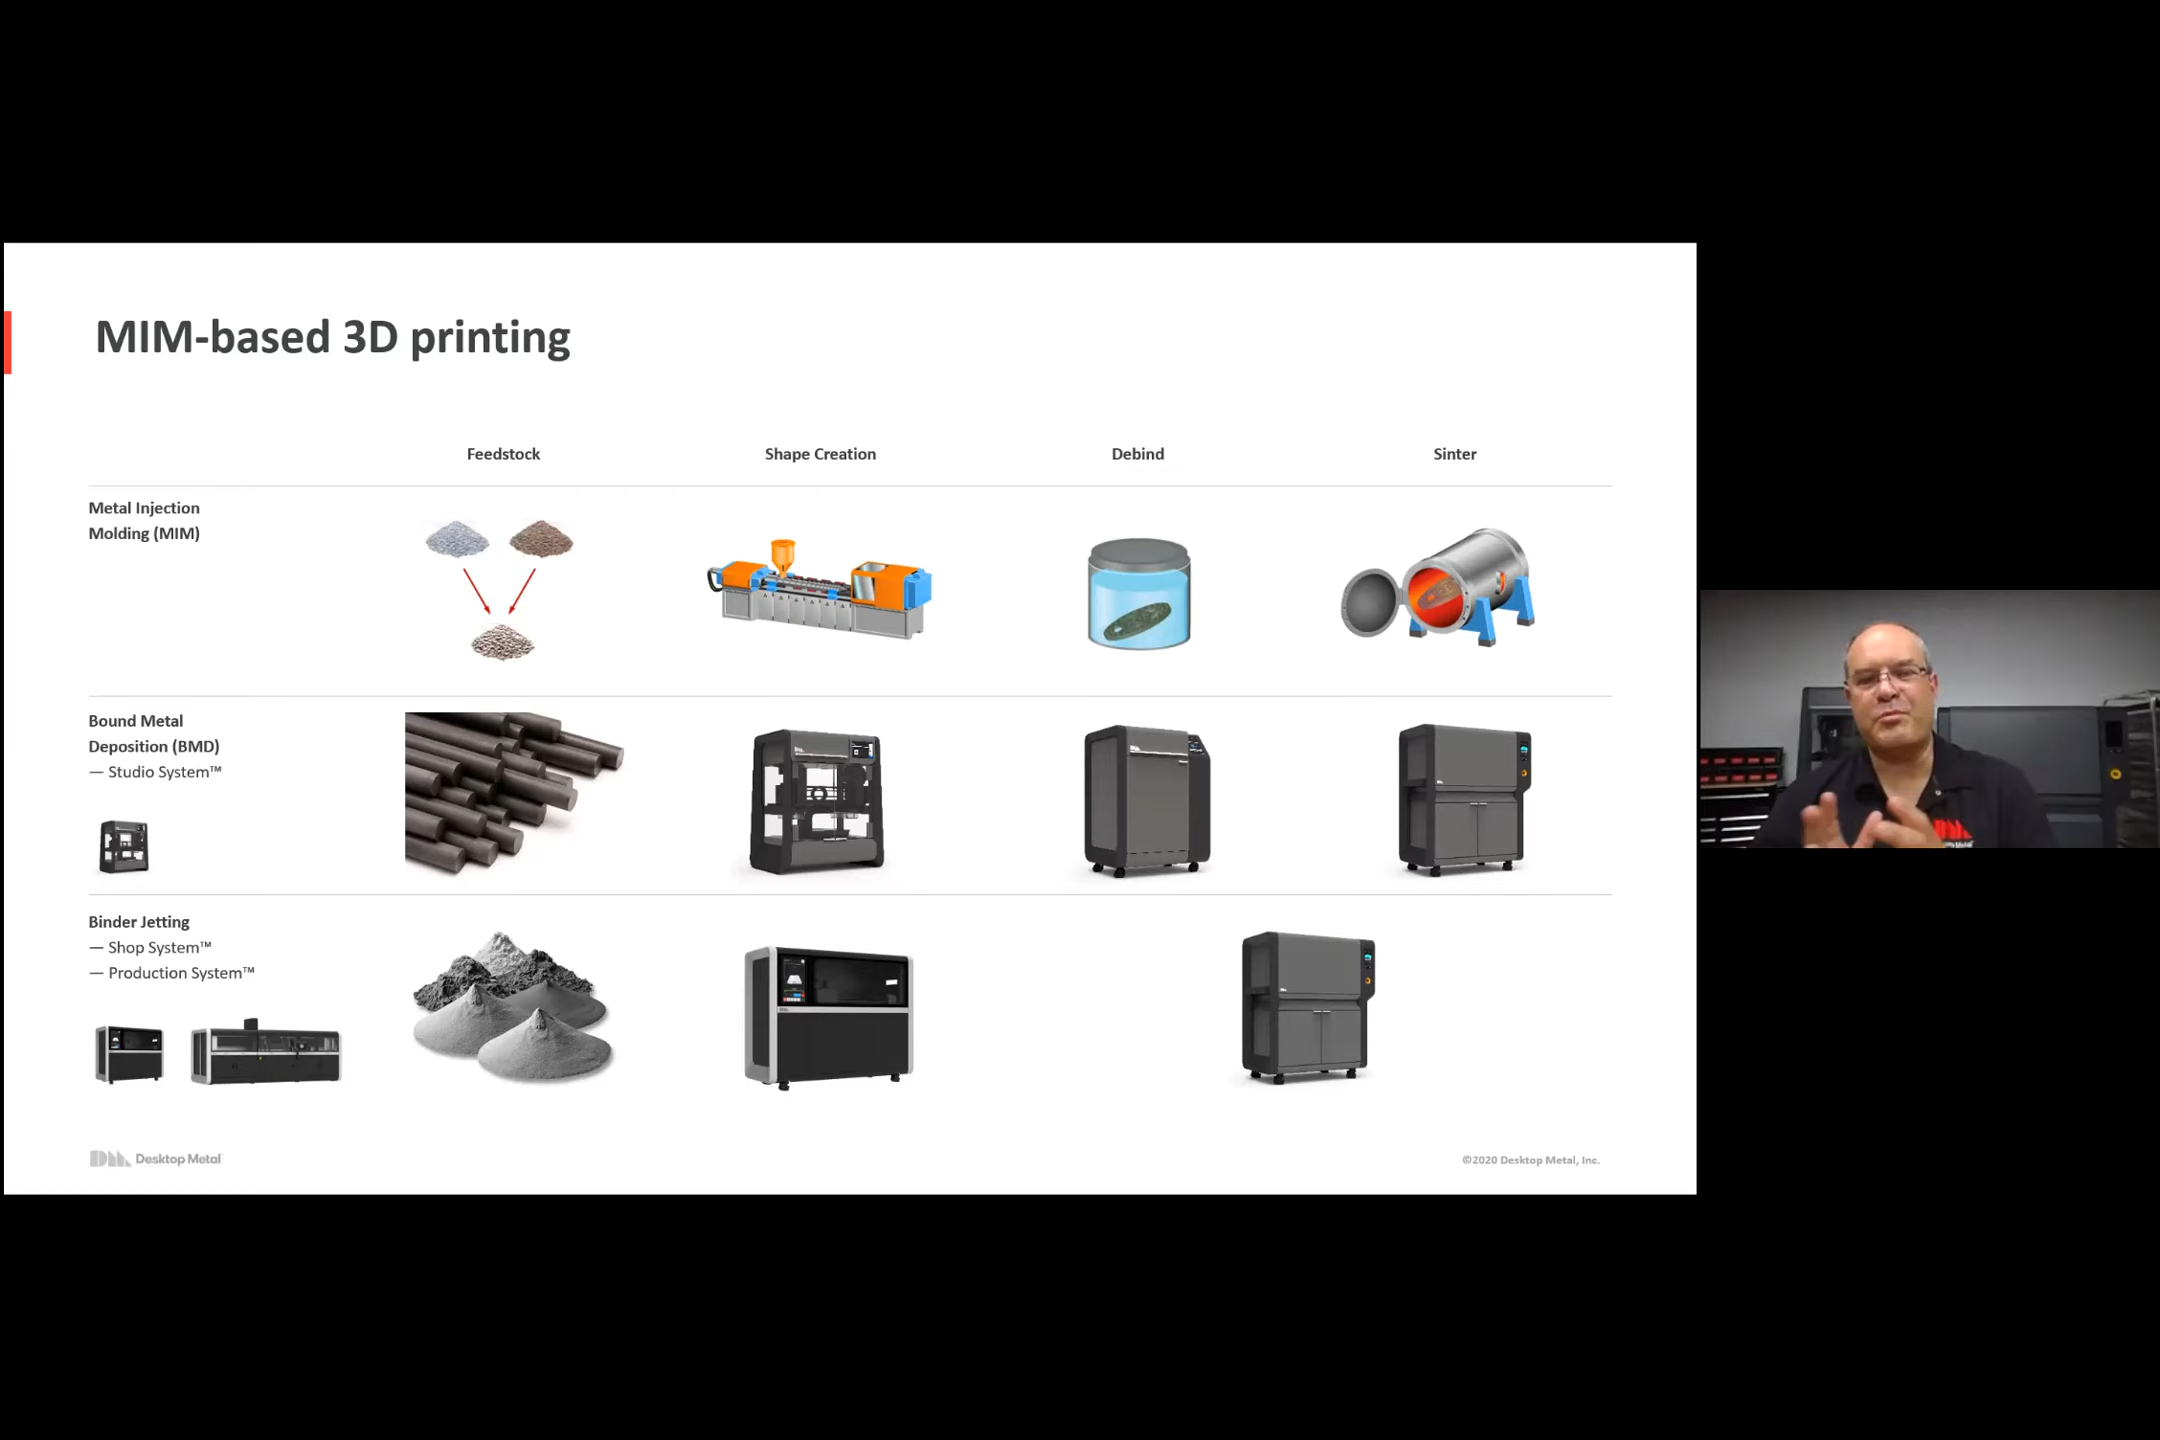 MIM-based 3D printing
Feedstock
Shape Creation
Debind
Sinter
Metal Injection
Molding (MIM)
Bound Metal
Deposition (BMD)
— Studio System™
Binder Jetting
— Shop System™
— Production System™
DM Desktop Metal
©2020 Desktop Metal, Inc.